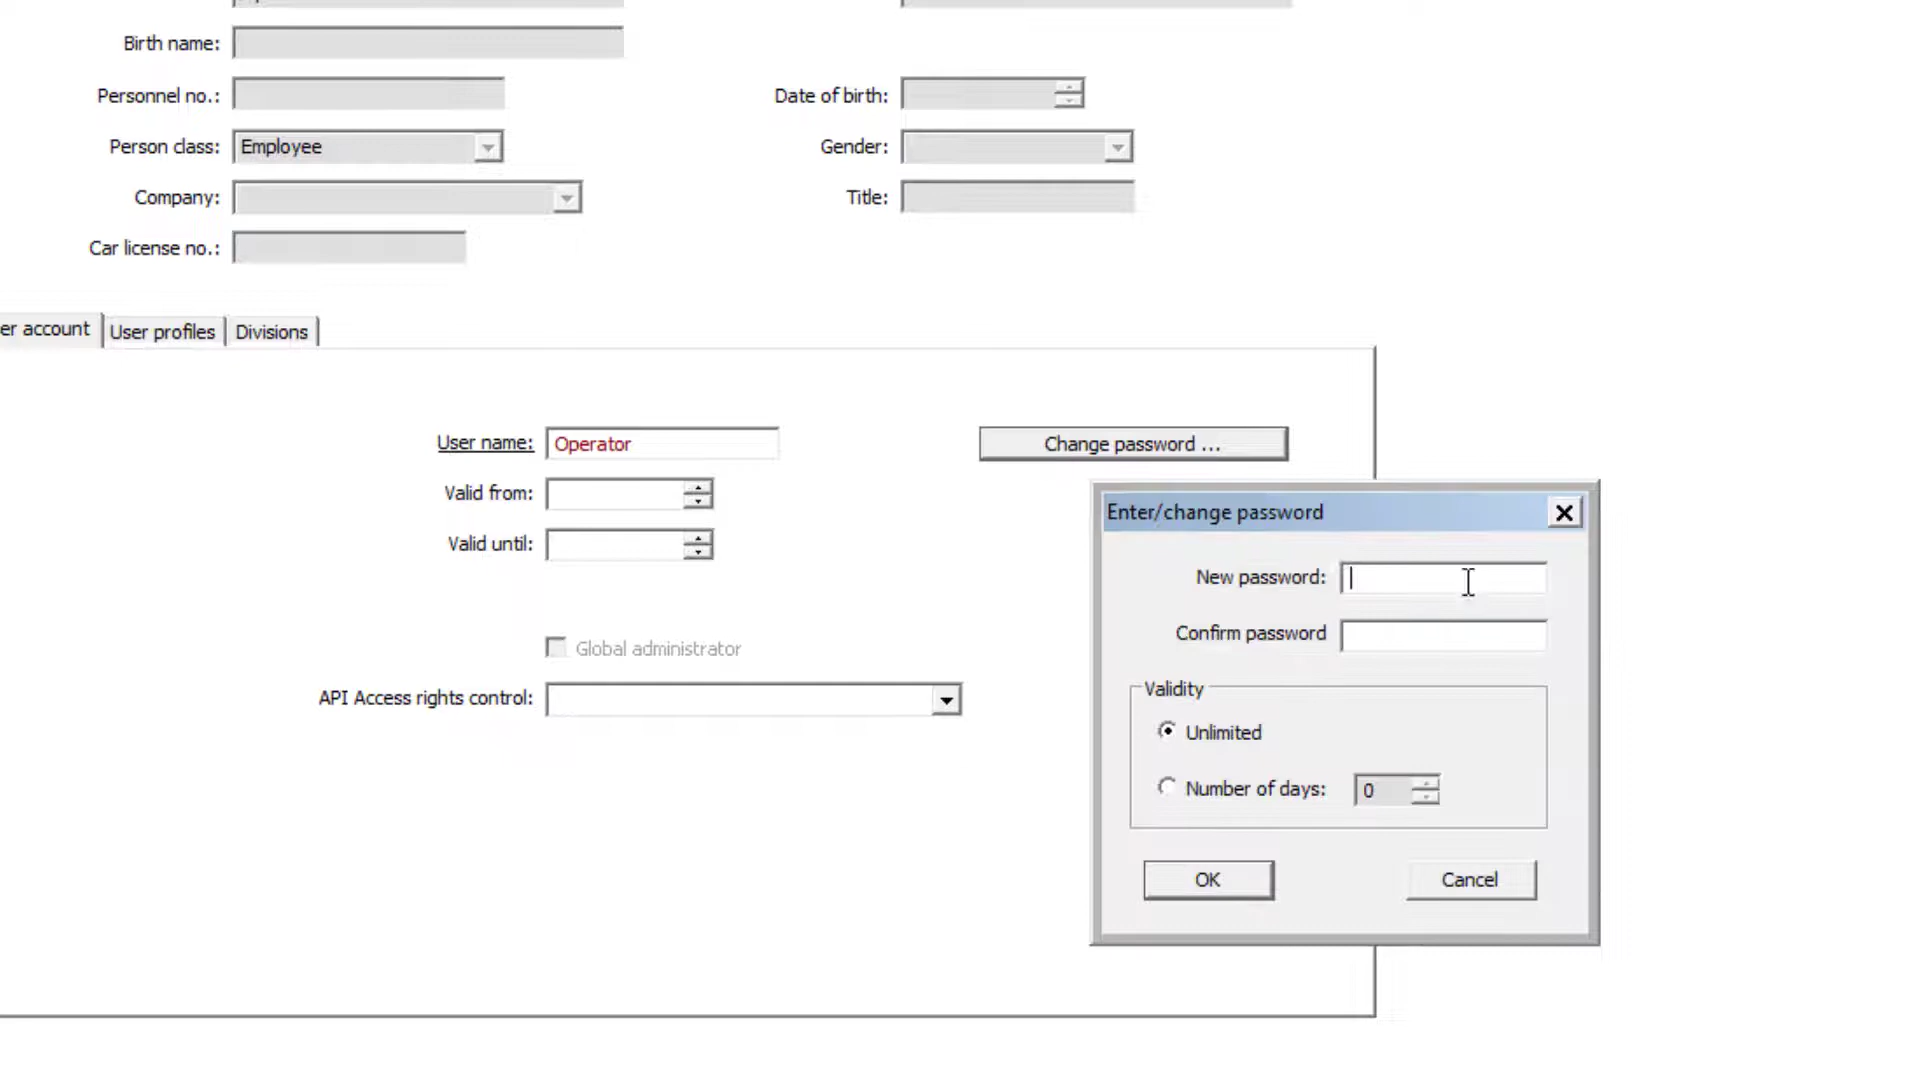 Birth name:
Personnel no.:
Date of birth:
Person class: Employee
Gender:
Company:
Title:
Car license no.:
er account
User profiles
Divisions
User name: Operator
Change password ...
Valid from:
Enter/change password
Valid until:
New password:
Confirm password
Global administrator
API Access rights control:
Validity
Unlimited
Number of days: 0
OK
Cancel